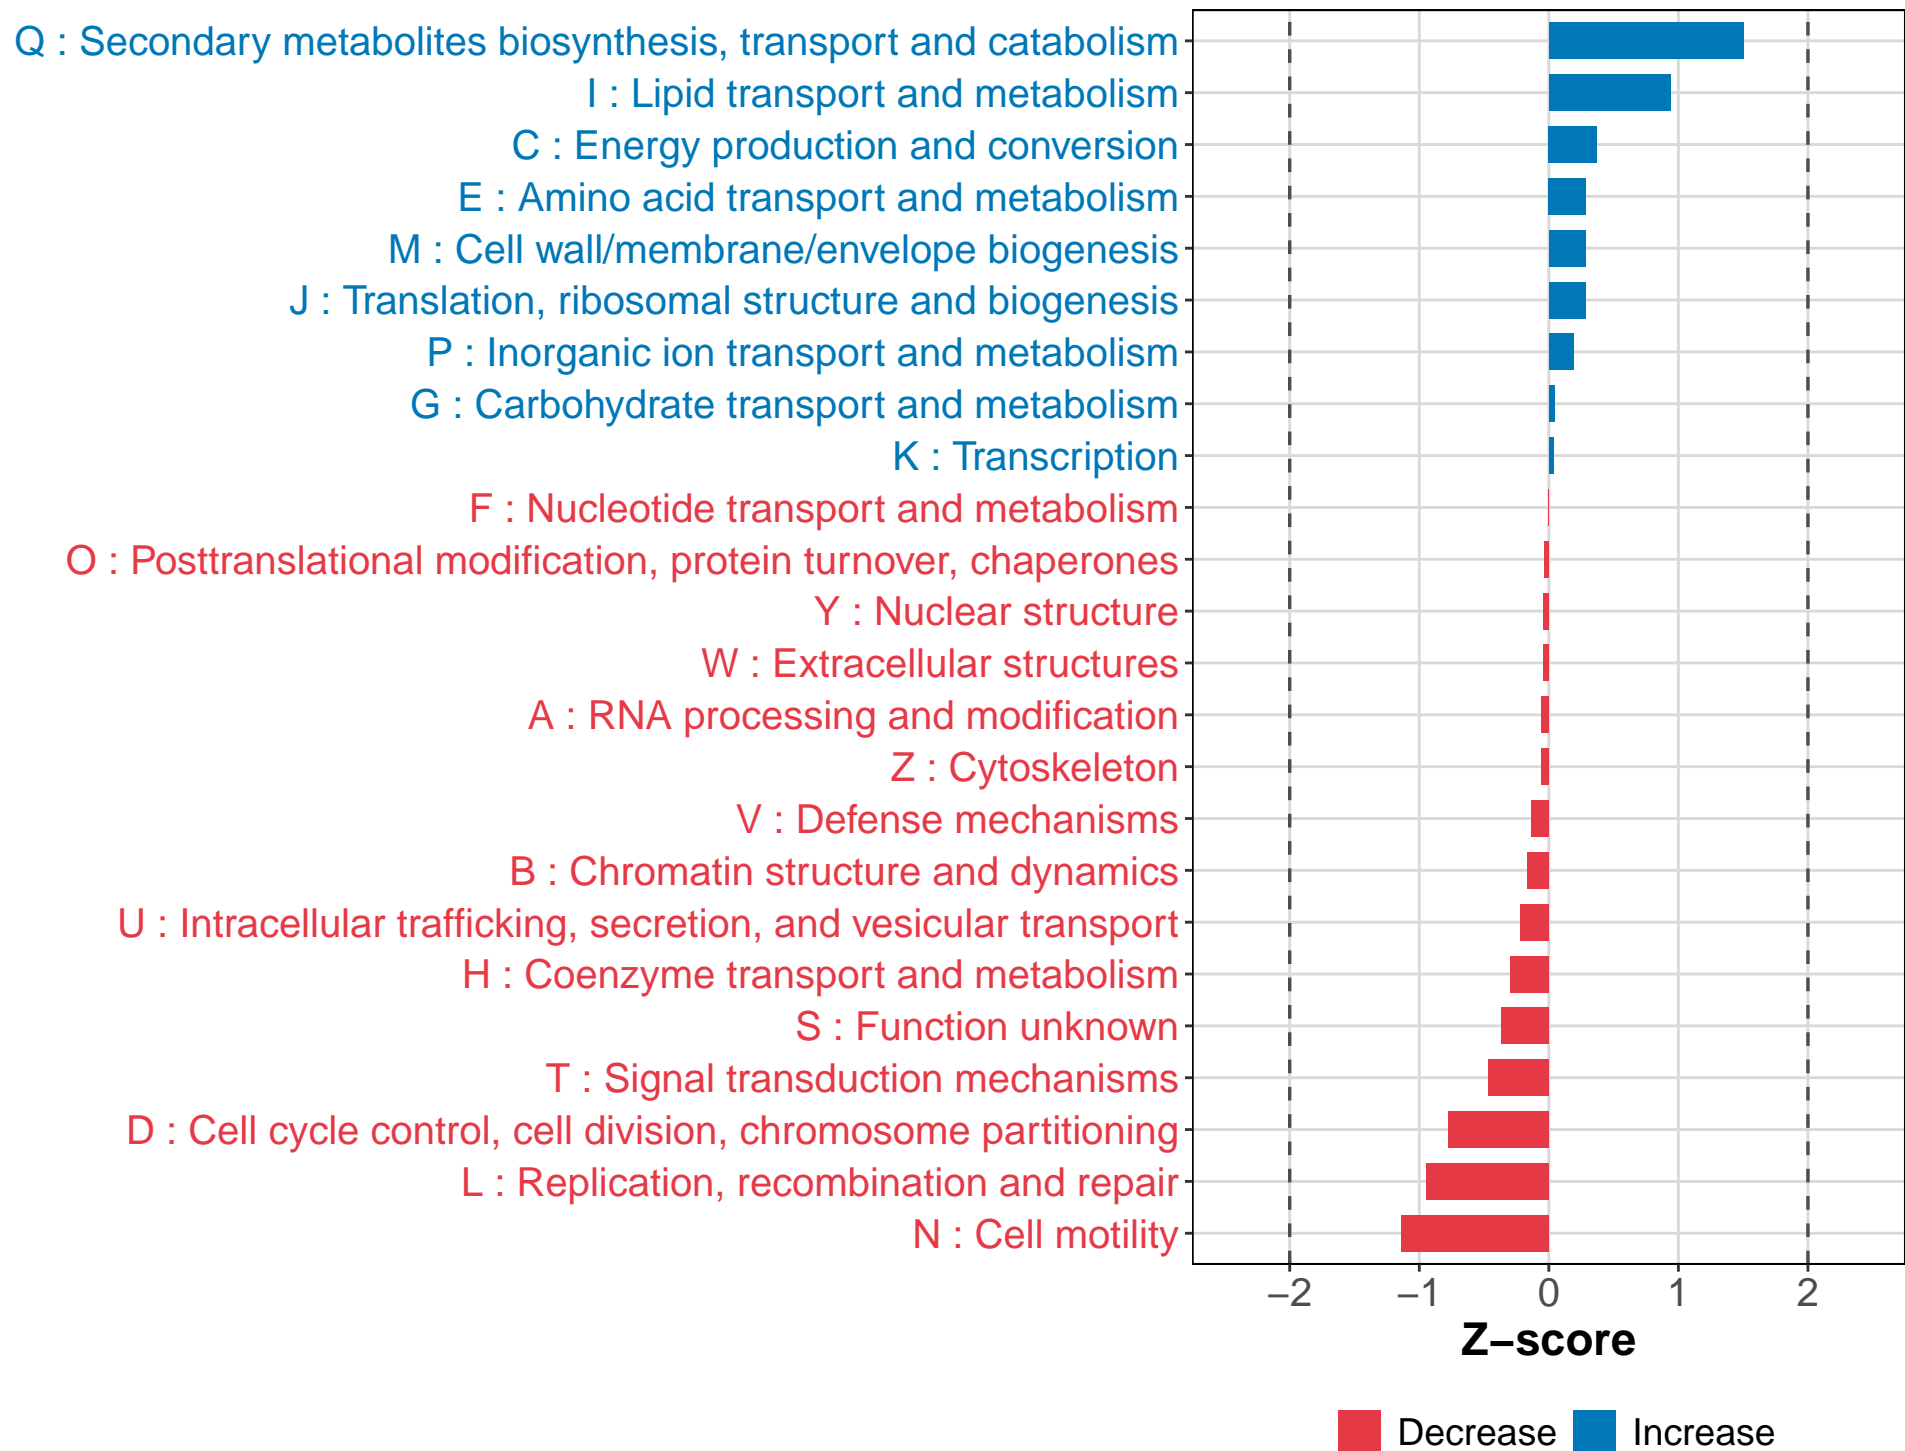 Q : Secondary metabolites biosynthesis, transport and catabolism
I : Lipid transport and metabolism
C : Energy production and conversion
E : Amino acid transport and metabolism
M : Cell wall/membrane/envelope biogenesis
J : Translation, ribosomal structure and biogenesis
P : Inorganic ion transport and metabolism
G : Carbohydrate transport and metabolism
K : Transcription
F : Nucleotide transport and metabolism
O : Posttranslational modification, protein turnover, chaperones
Y : Nuclear structure
W : Extracellular structures
A : RNA processing and modification
Z : Cytoskeleton
V : Defense mechanisms
B : Chromatin structure and dynamics
U : Intracellular trafficking, secretion, and vesicular transport
H : Coenzyme transport and metabolism
S : Function unknown
T : Signal transduction mechanisms
D : Cell cycle control, cell division, chromosome partitioning
L : Replication, recombination and repair
N : Cell motility
−2 −1 0 1 2
Z−score
Decrease Increase